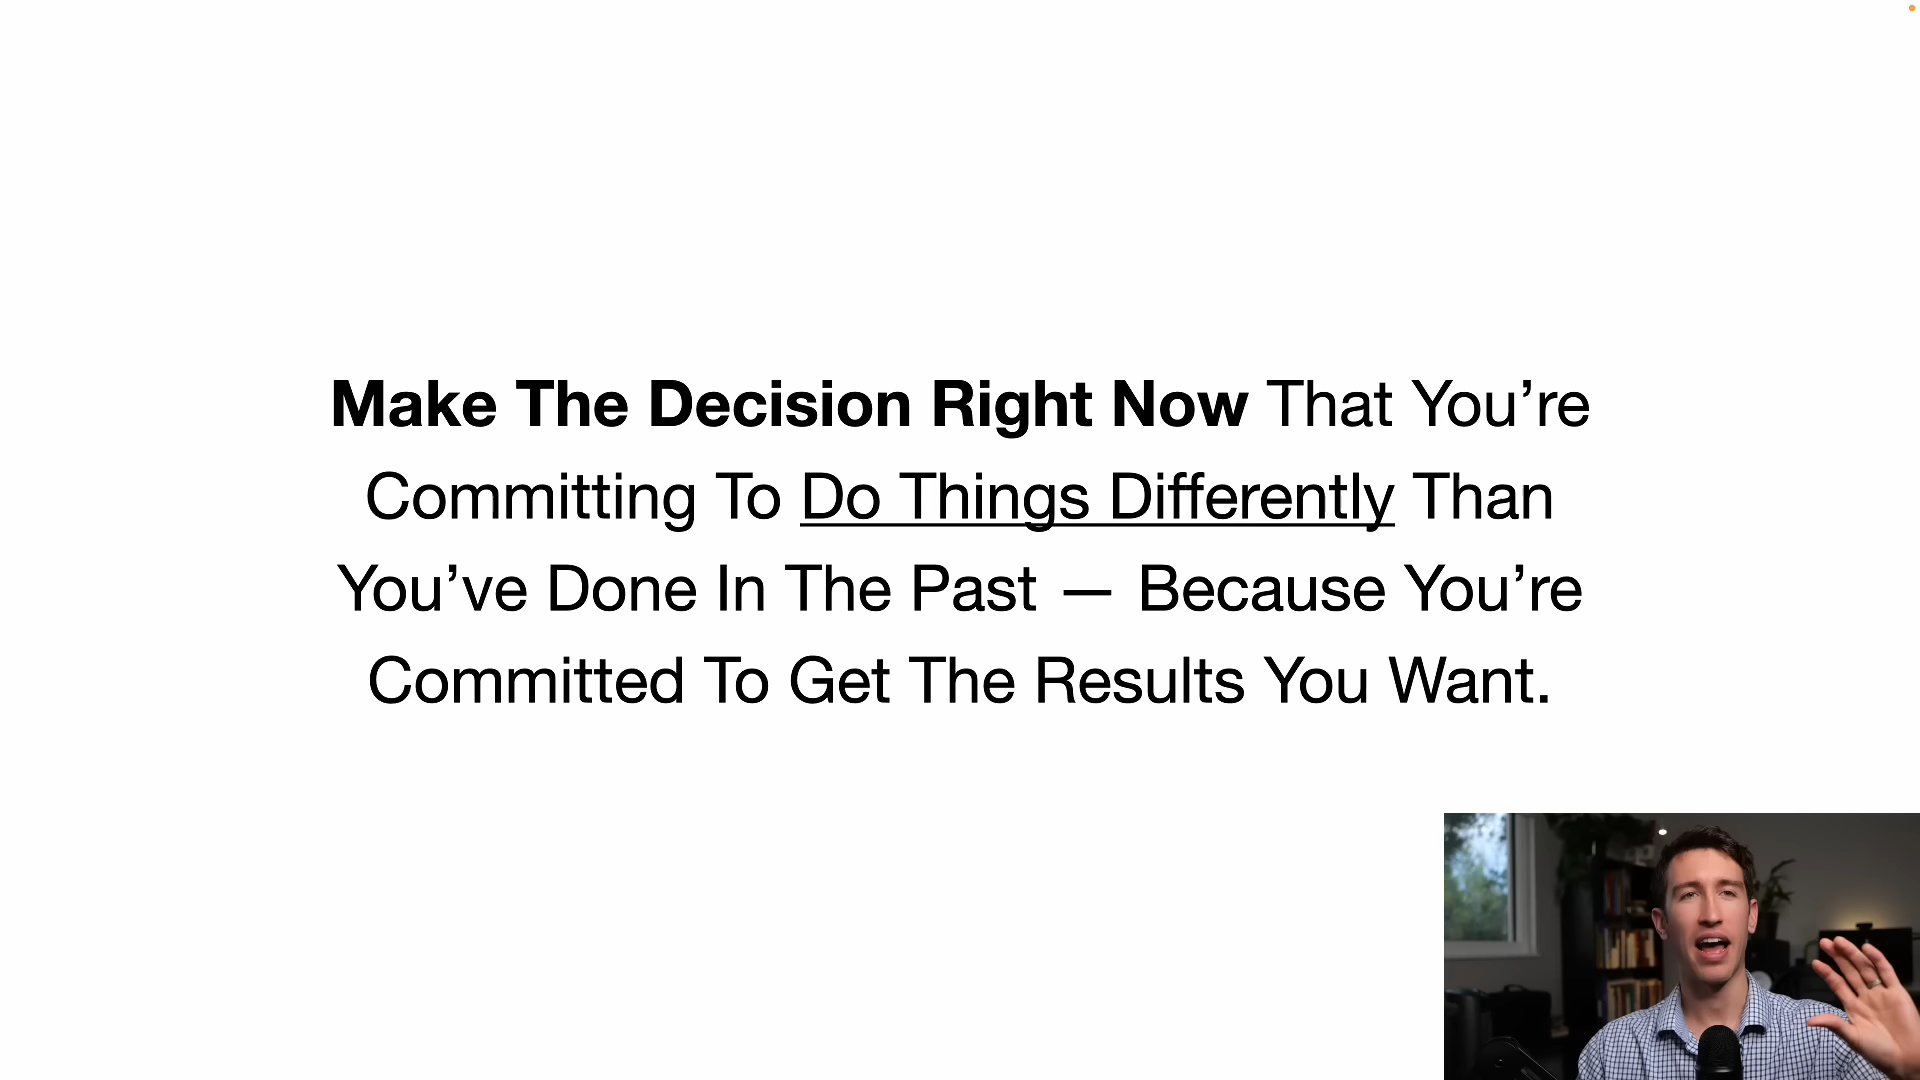 Make The Decision Right Now That You’re
Committing To Do Things Differently Than
You’ve Done In The Past — Because You’re
Committed To Get The Results You Want.